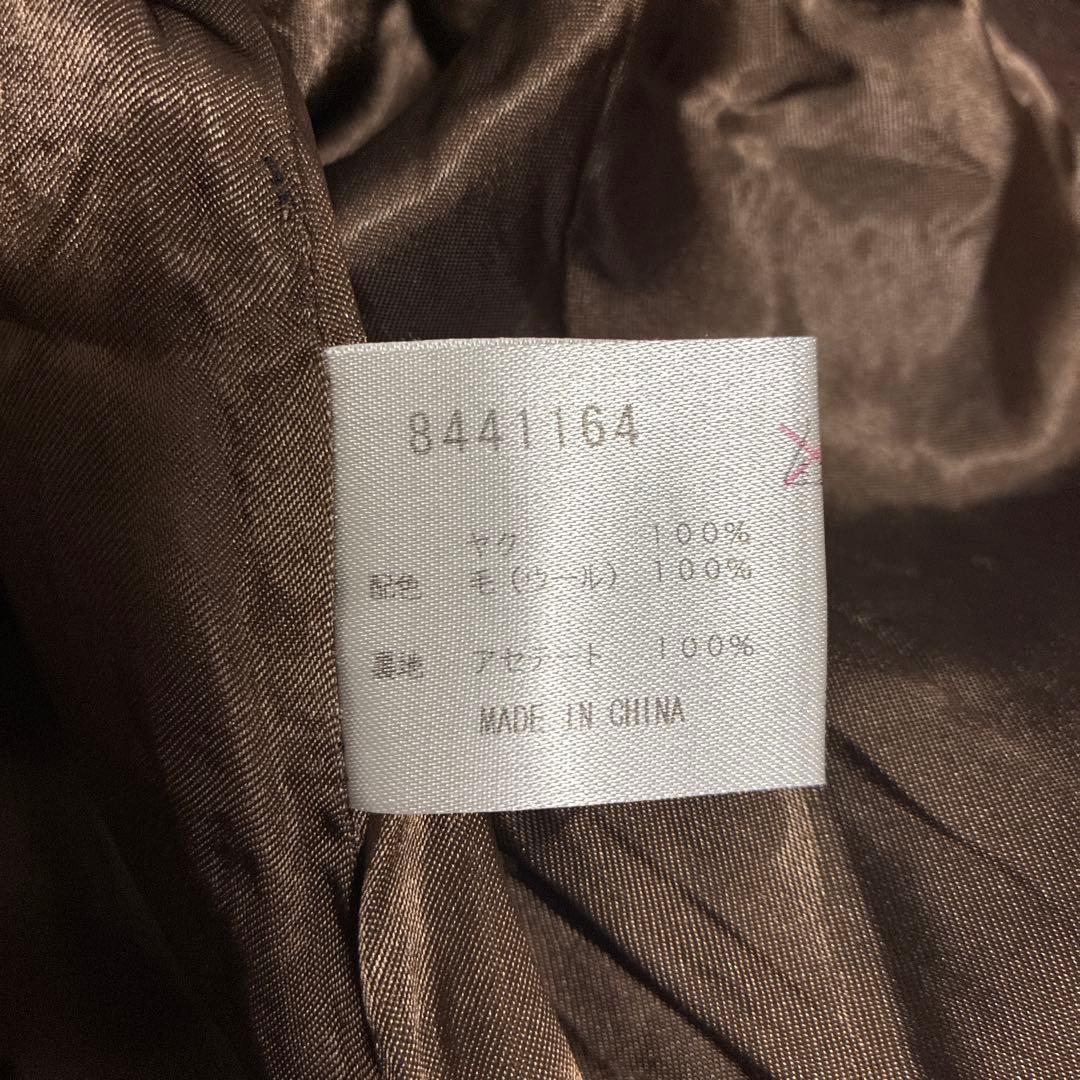 8441164
ヤク 100%
配色 毛(ウール) 100%
裏地 アセテート 100%
MADE IN CHINA